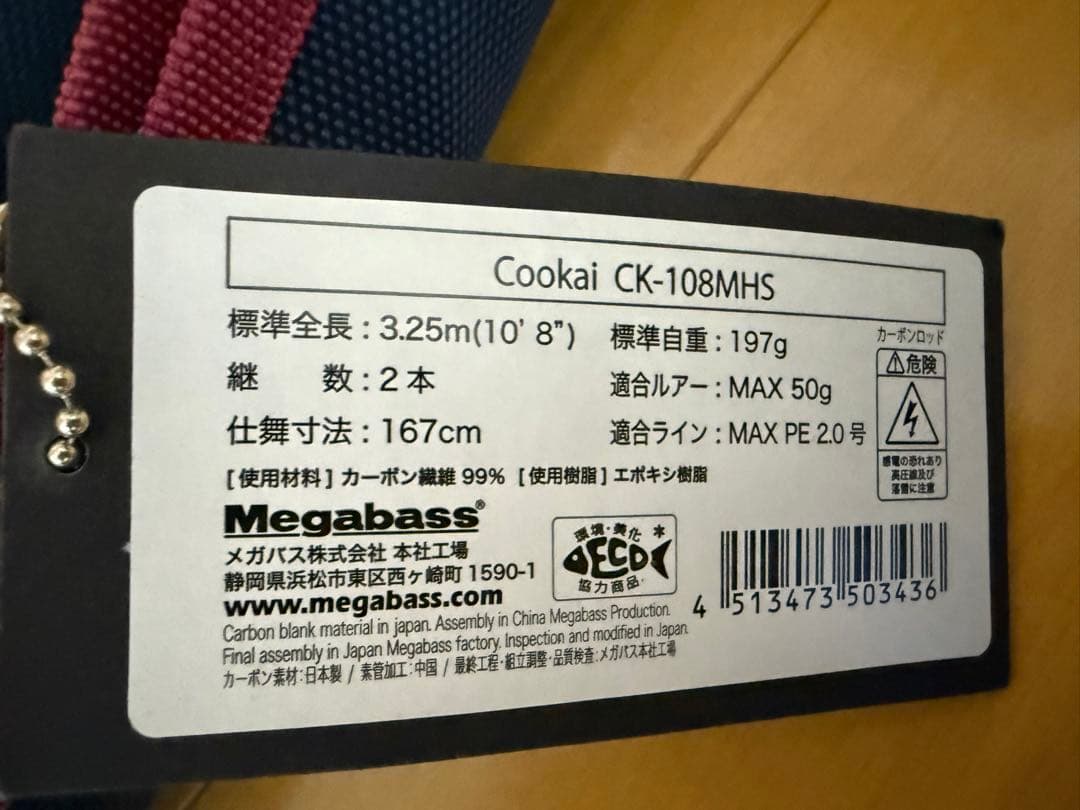 Cookai CK-108MHS
標準全長 : 3.25m(10' 8")
標準自重 : 197g
継 数 : 2 本
適合ルアー : MAX 50g
仕舞寸法 : 167cm
適合ライン : MAX PE 2.0 号
カーボンロッド
危険
感電の恐れあり
高圧線及び
落雷に注意
[ 使用材料 ] カーボン繊維 99% [ 使用樹脂 ] エポキシ樹脂
Megabass®
メガバス株式会社 本社工場
静岡県浜松市東区西ヶ崎町 1590-1
www.megabass.com
環境・美化
ECO
協力商品
4 513473 503436
Carbon blank material in japan. Assembly in China Megabass Production.
Final assembly in Japan Megabass factory. Inspection and modified in Japan.
カーボン素材:日本製 / 素管加工:中国 / 最終工程・組立調整・品質検査:メガバス本社工場